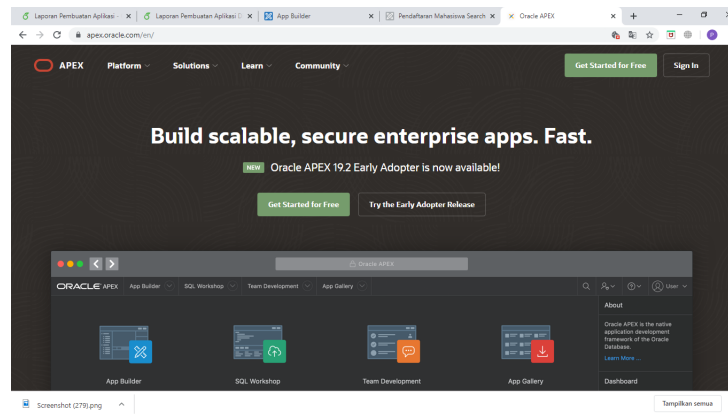 Laporan Pembuatan Aplikasi - Laporan Pembuatan Aplikasi D App Builder Pendaftaran Mahasiswa Search Oracle APEX
apex.oracle.com/en/
APEX Platform Solutions Learn Community Get Started for Free Sign In
Build scalable, secure enterprise apps. Fast.
NEW Oracle APEX 19.2 Early Adopter is now available!
Get Started for Free Try the Early Adopter Release
Oracle APEX
ORACLE APEX App Builder SQL Workshop Team Development App Gallery User
About
Oracle APEX is the native
application development
framework of the Oracle
Database.
Learn More ...
App Builder SQL Workshop Team Development App Gallery Dashboard
Screenshot (279).png Tampilkan semua